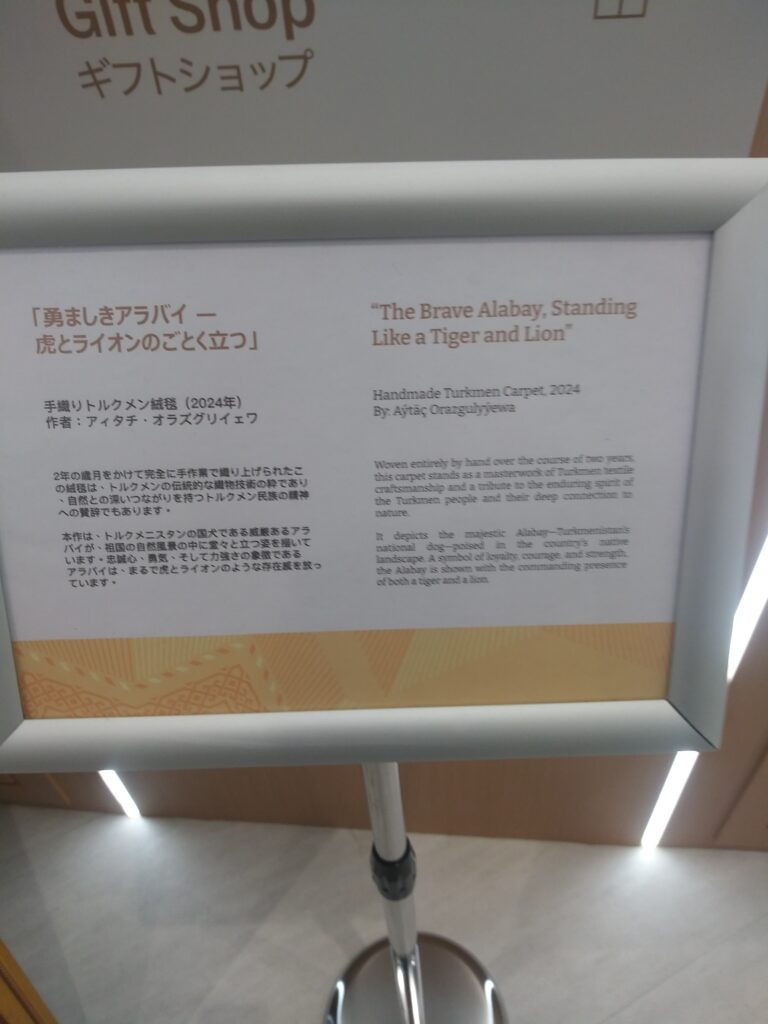 Gift Shop
ギフトショップ
「勇ましきアラバイ ―
虎とライオンのごとく立つ」
手織りトルクメン絨毯（2024年）
作者：アイタチ・オラズグリイェワ
2年の歳月をかけて完全に手作業で織り上げられたこ
の絨毯は、トルクメンの伝統的な織物技術の粋であり
、自然との深いつながりを持つトルクメン民族の精神
への賛辞でもあります。
本作は、トルクメニスタンの国犬である威厳あるアラ
バイが、祖国の自然風景の中に堂々と立つ姿を描いて
います。忠誠心、勇気、そして力強さの象徴である
アラバイは、まるで虎とライオンのような存在感を放っ
ています。
“The Brave Alabay, Standing
Like a Tiger and Lion”
Handmade Turkmen Carpet, 2024
By: Aýtäç Orazgulyýewa
Woven entirely by hand over the course of two years,
this carpet stands as a masterwork of Turkmen textile
craftsmanship and a tribute to the enduring spirit of
the Turkmen people and their deep connection to
nature.
It depicts the majestic Alabay—Turkmenistan's
national dog—poised in the country's native
landscape. A symbol of loyalty, courage, and strength,
the Alabay is shown with the commanding presence
of both a tiger and a lion.